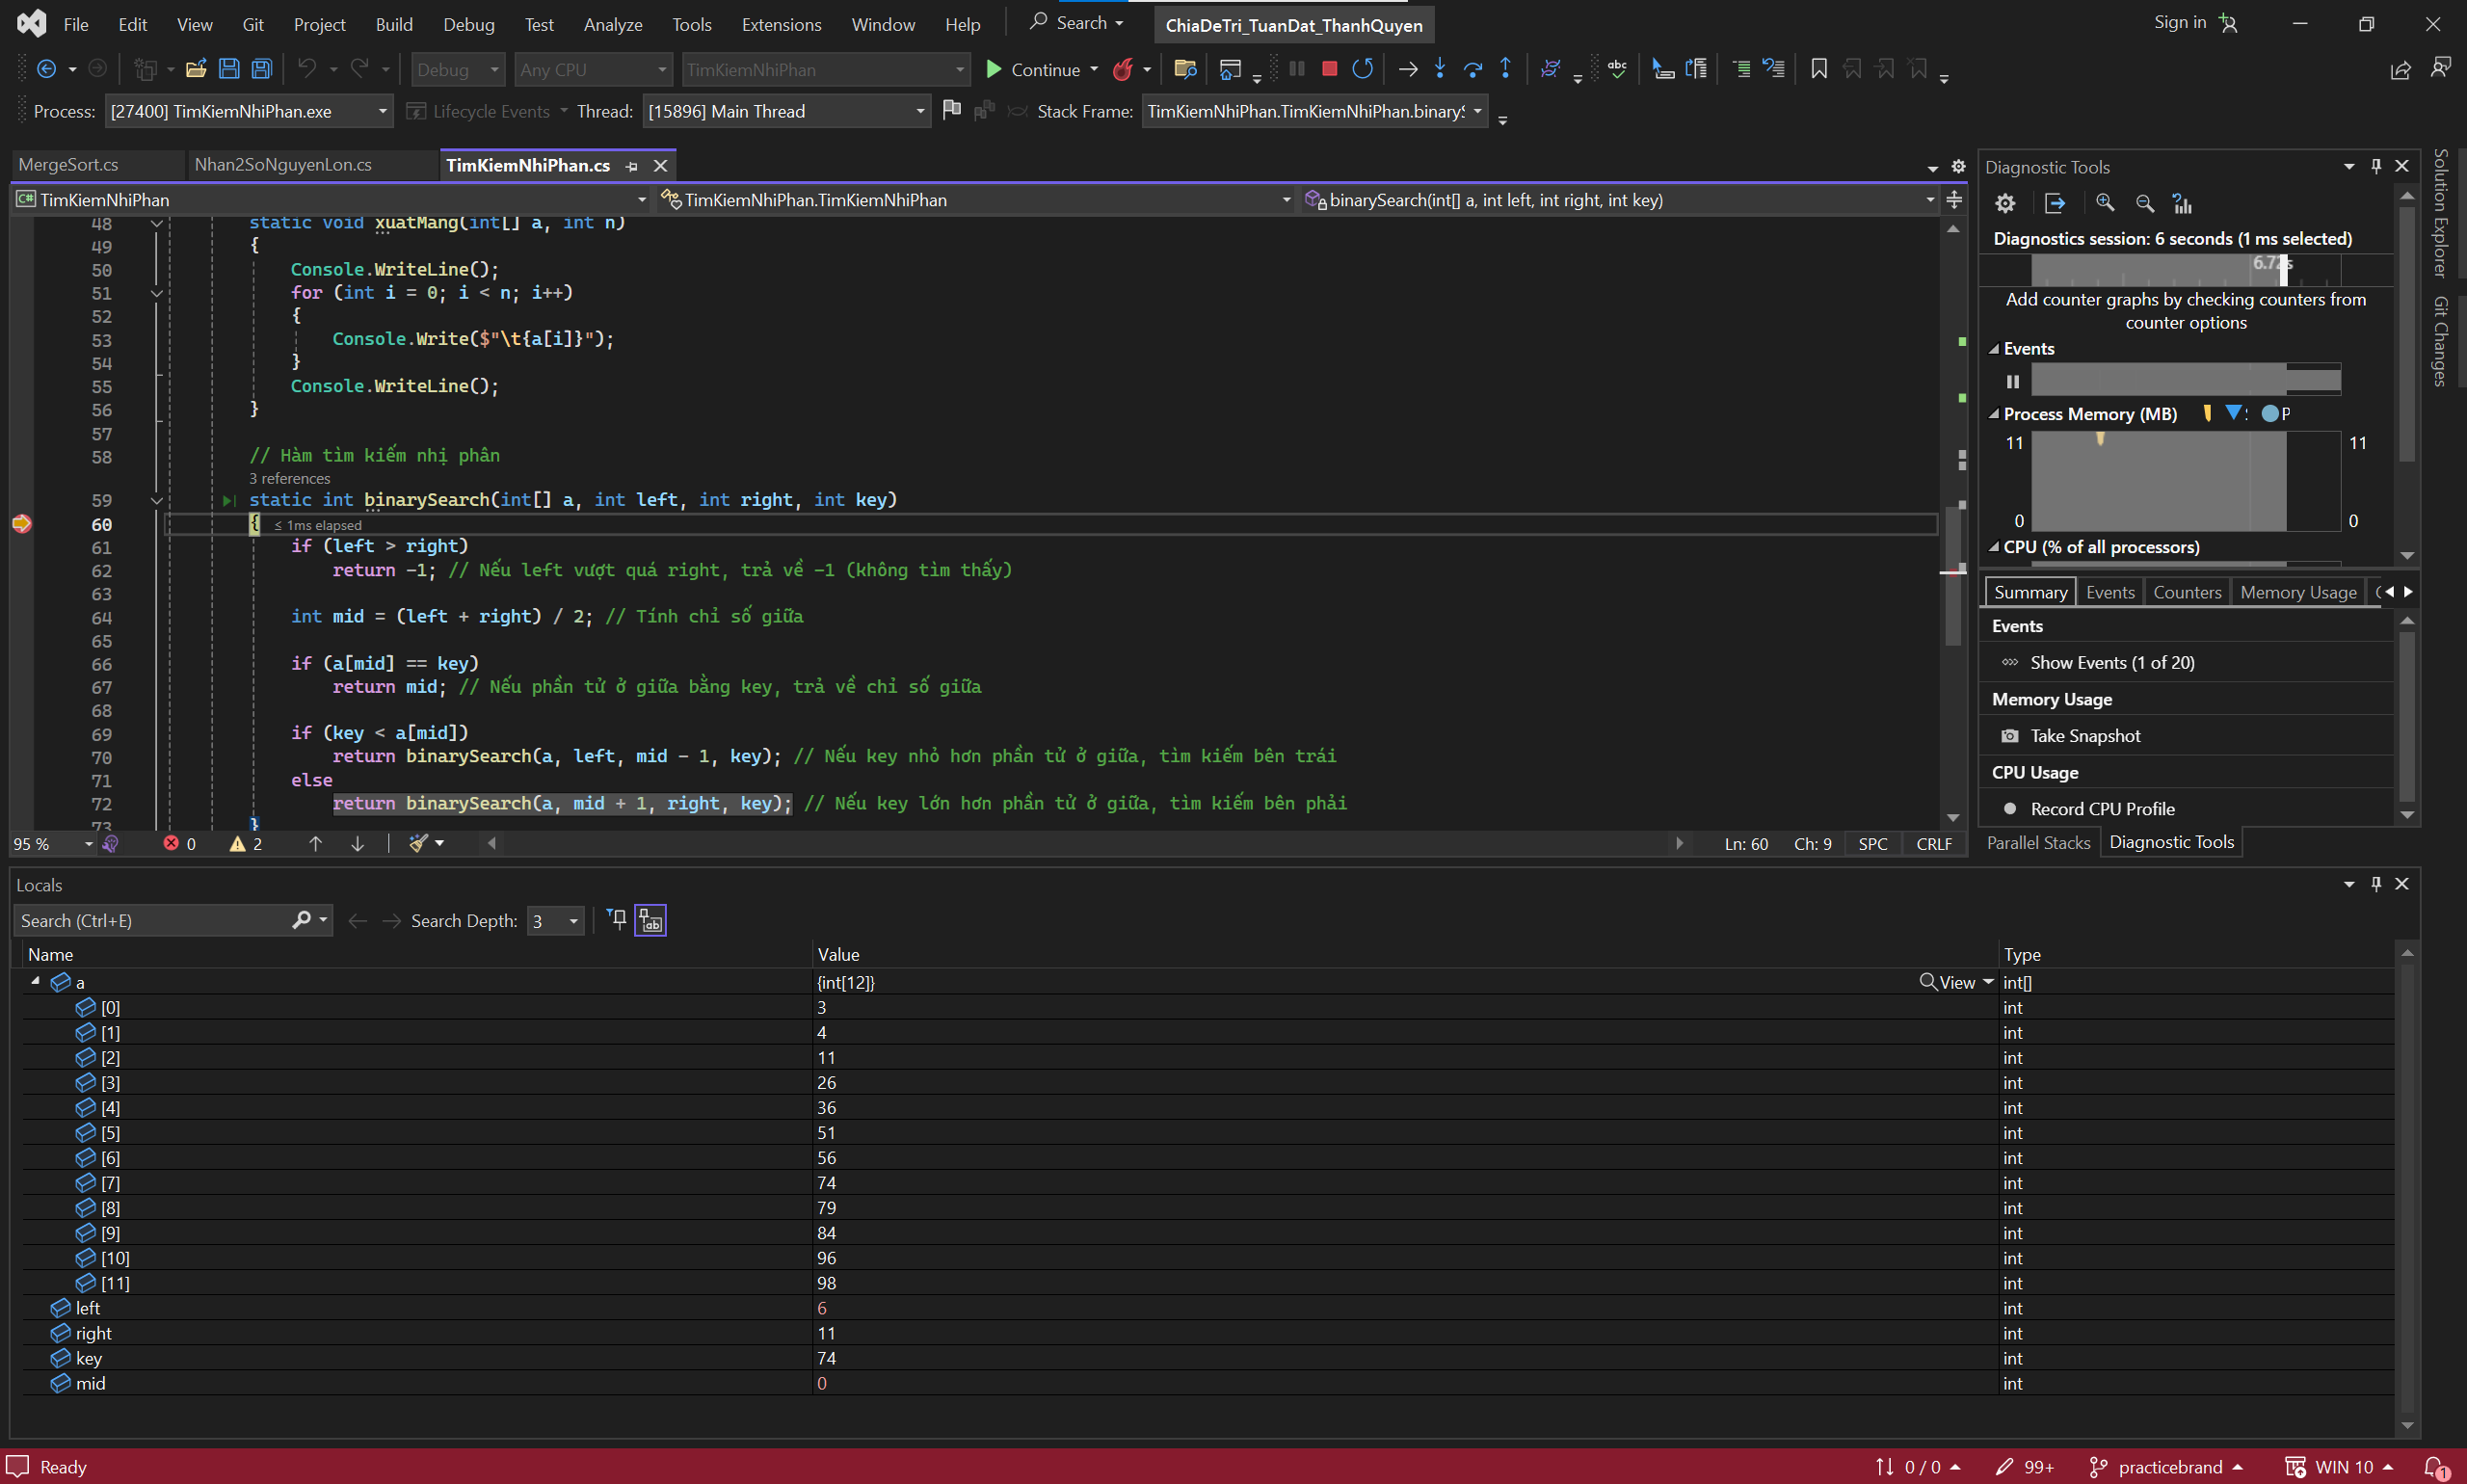 File Edit View Git Project Build Debug Test Analyze Tools Extensions Window Help Search ChiaDeTri_TuanDat_ThanhQuyen Sign in
Debug Any CPU TimKiemNhiPhan Continue
Process: [27400] TimKiemNhiPhan.exe Lifecycle Events Thread: [15896] Main Thread Stack Frame: TimKiemNhiPhan.TimKiemNhiPhan.binary
MergeSort.cs Nhan2SoNguyenLon.cs TimKiemNhiPhan.cs
C# TimKiemNhiPhan TimKiemNhiPhan.TimKiemNhiPhan binarySearch(int[] a, int left, int right, int key)
48 static void xuatMang(int[] a, int n)
49 {
50 Console.WriteLine();
51 for (int i = 0; i < n; i++)
52 {
53 Console.Write($"\t{a[i]}");
54 }
55 Console.WriteLine();
56 }
57
58 // Hàm tìm kiếm nhị phân
3 references
59 static int binarySearch(int[] a, int left, int right, int key)
60 { ≤ 1ms elapsed
61 if (left > right)
62 return -1; // Nếu left vượt quá right, trả về -1 (không tìm thấy)
63
64 int mid = (left + right) / 2; // Tính chỉ số giữa
65
66 if (a[mid] == key)
67 return mid; // Nếu phần tử ở giữa bằng key, trả về chỉ số giữa
68
69 if (key < a[mid])
70 return binarySearch(a, left, mid - 1, key); // Nếu key nhỏ hơn phần tử ở giữa, tìm kiếm bên trái
71 else
72 return binarySearch(a, mid + 1, right, key); // Nếu key lớn hơn phần tử ở giữa, tìm kiếm bên phải
73 }
95 % 0 2 Ln: 60 Ch: 9 SPC CRLF
Diagnostic Tools
Diagnostics session: 6 seconds (1 ms selected)
6.72s
Add counter graphs by checking counters from
counter options
Events
Process Memory (MB) P
11 11
0 0
CPU (% of all processors)
Summary Events Counters Memory Usage
Events
Show Events (1 of 20)
Memory Usage
Take Snapshot
CPU Usage
Record CPU Profile
Parallel Stacks Diagnostic Tools
Solution Explorer
Git Changes
Locals
Search (Ctrl+E) Search Depth: 3
Name Value Type
a {int[12]} View int[]
[0] 3 int
[1] 4 int
[2] 11 int
[3] 26 int
[4] 36 int
[5] 51 int
[6] 56 int
[7] 74 int
[8] 79 int
[9] 84 int
[10] 96 int
[11] 98 int
left 6 int
right 11 int
key 74 int
mid 0 int
Ready 0 / 0 99+ practicebrand WIN 10 1